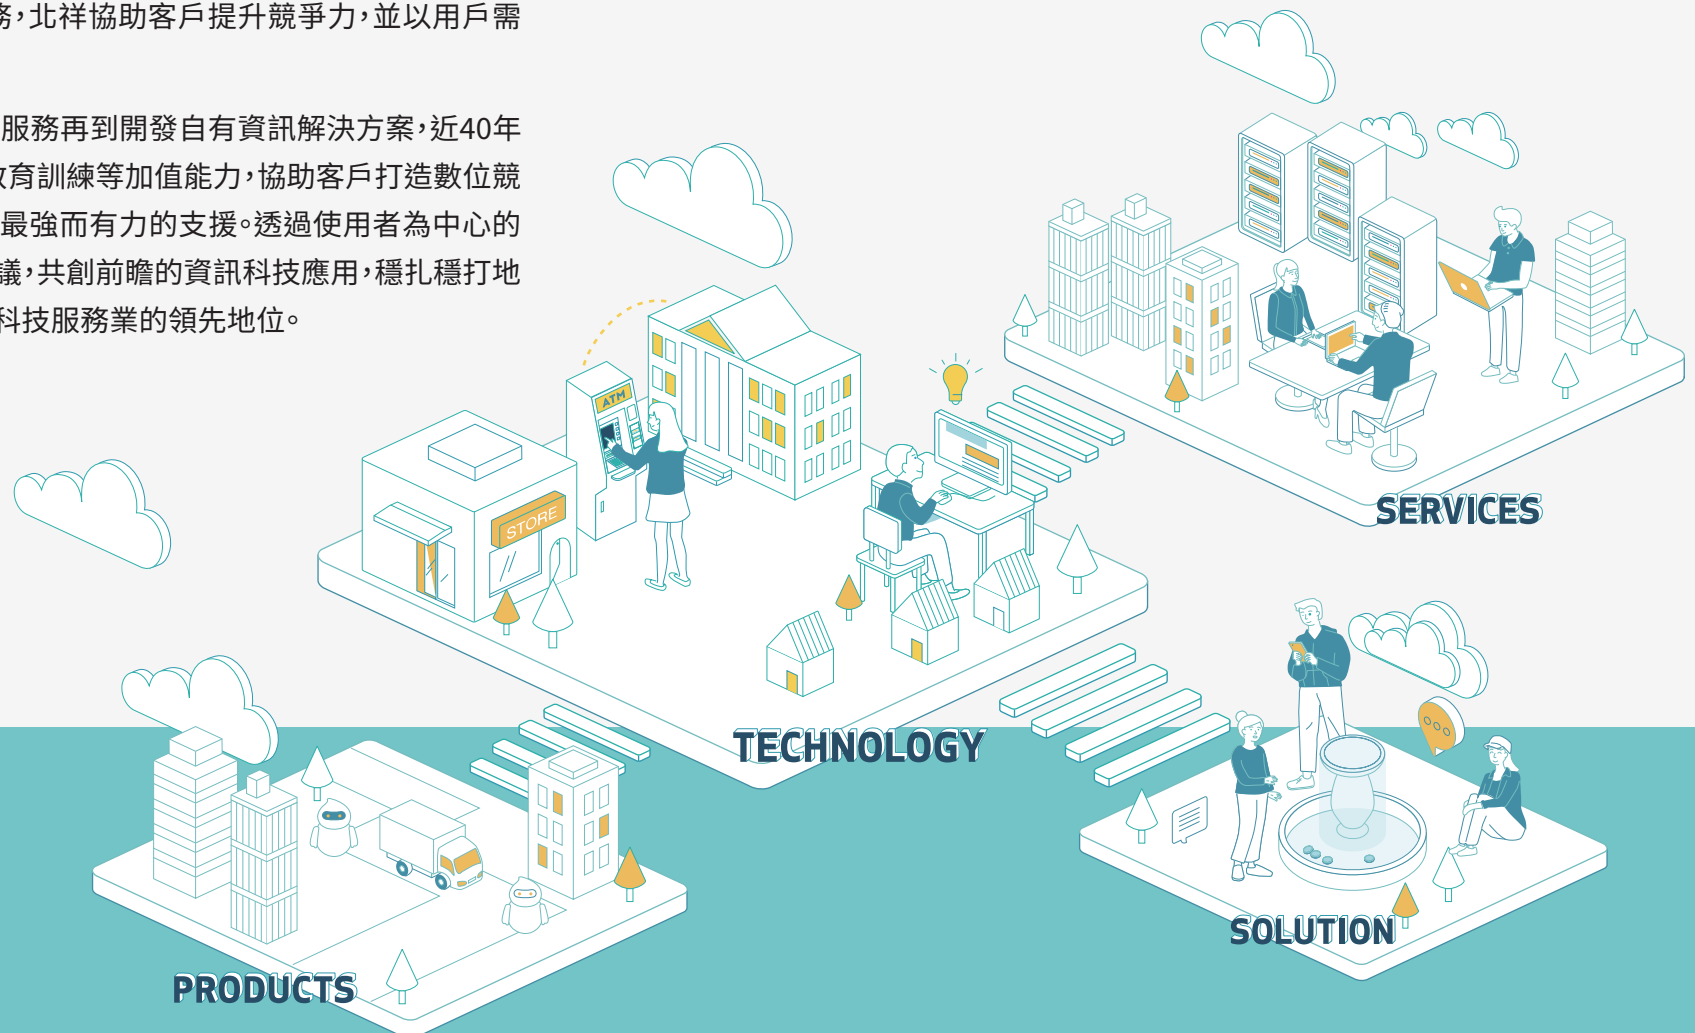 務，北祥協助客戶提升競爭力，並以用戶需
服務再到開發自有資訊解決方案，近40年
教育訓練等加值能力，協助客戶打造數位競
最強而有力的支援。透過使用者為中心的
議，共創前瞻的資訊科技應用，穩扎穩打地
科技服務業的領先地位。
ATM
STORE
SERVICES
TECHNOLOGY
SOLUTION
PRODUCTS